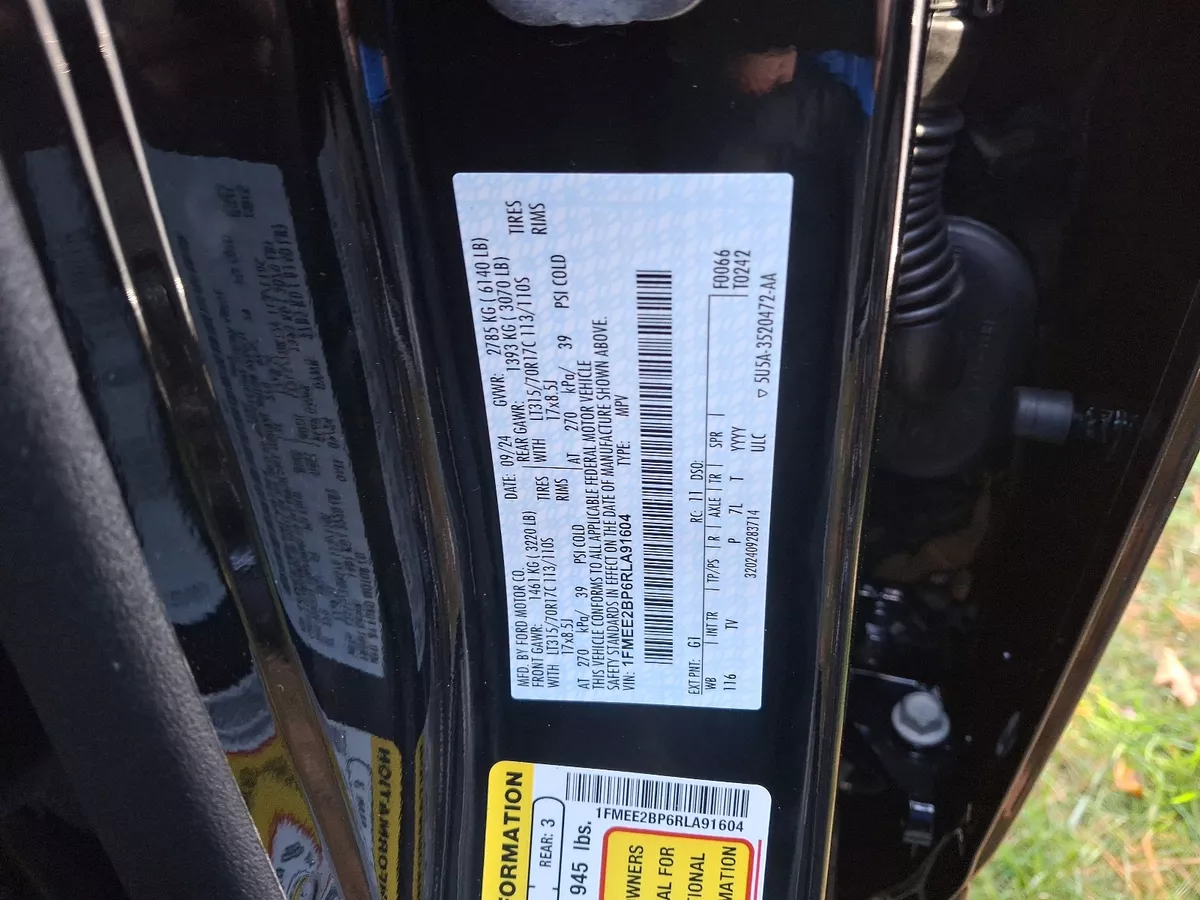 MFD. BY FORD MOTOR CO.
DATE: 09/24 GVWR: 2785 KG ( 6140 LB)
FRONT GAWR: 1461 KG ( 3220 LB)
REAR GAWR: 1393 KG ( 3070 LB)
WITH LT315/70R17C 113/110S TIRES
WITH LT315/70R17C 113/110S TIRES
17x8.5J RIMS
17x8.5J RIMS
AT 270 kPa/ 39 PSI COLD
AT 270 kPa/ 39 PSI COLD
THIS VEHICLE CONFORMS TO ALL APPLICABLE FEDERAL MOTOR VEHICLE
SAFETY STANDARDS IN EFFECT ON THE DATE OF MANUFACTURE SHOWN ABOVE.
VIN: 1FMEE2BP6RLA91604
TYPE: MPV
F0066
T0242
EXT PNT: G1 RC: 11 DSO:
WB INT TR TP/PS R AXLE TR SPR
116 TV P 7L T YYYY
3202409283714 ULC
5U5A-3520472-AA
FORMATION
REAR: 3
945 lbs.
1FMEE2BP6RLA91604
OWNERS
AL FOR
TIONAL
MATION